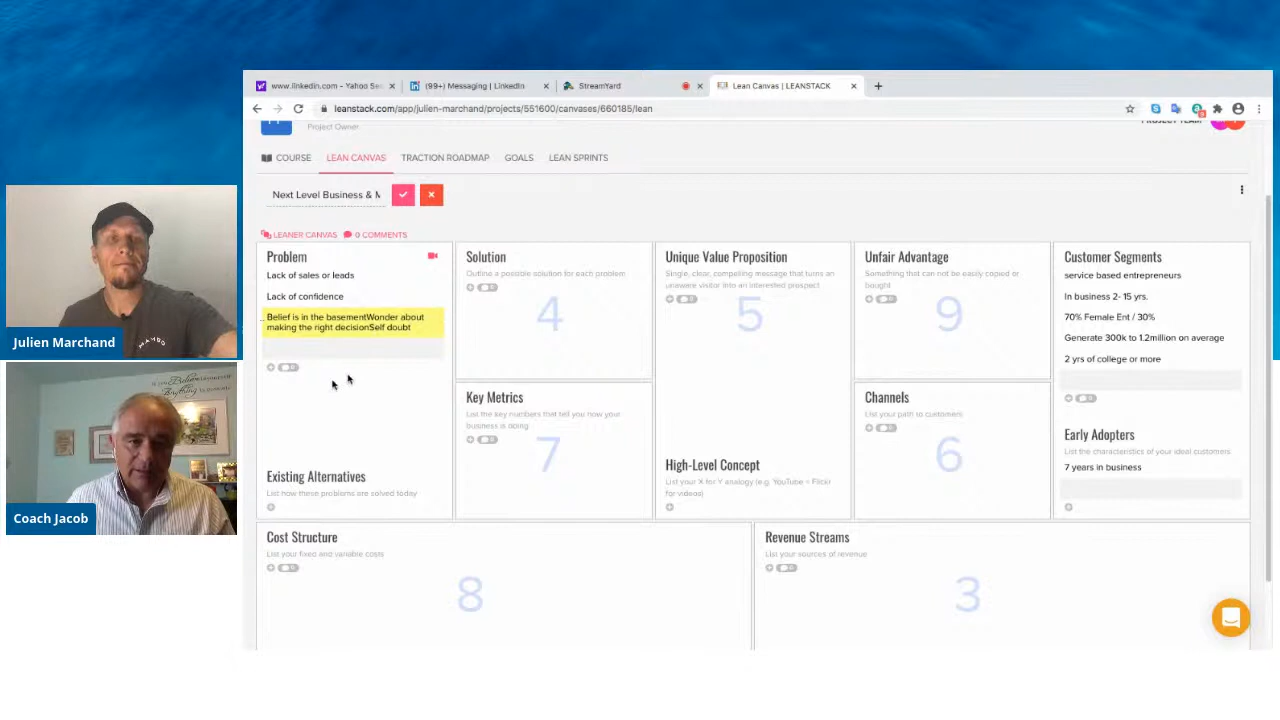 www.linkedin.com - Yahoo Sea
(99+) Messaging | LinkedIn
StreamYard
Lean Canvas | LEANSTACK
leanstack.com/app/julien-marchand/projects/551600/canvases/660185/lean
Project Owner
PROJECT TEAM
COURSE
LEAN CANVAS
TRACTION ROADMAP
GOALS
LEAN SPRINTS
Next Level Business & M
LEANER CANVAS
0 COMMENTS
Problem
Lack of sales or leads
Lack of confidence
Belief is in the basementWonder about
making the right decisionSelf doubt
Existing Alternatives
List how these problems are solved today
Solution
Outline a possible solution for each problem
4
Key Metrics
List the key numbers that tell you how your
business is doing
7
Unique Value Proposition
Single, clear, compelling message that turns an
unaware visitor into an interested prospect
5
High-Level Concept
List your X for Y analogy (e.g. YouTube = Flickr
for videos)
Unfair Advantage
Something that can not be easily copied or
bought
9
Channels
List your path to customers
6
Customer Segments
service based entrepreneurs
In business 2- 15 yrs.
70% Female Ent / 30%
Generate 300k to 1.2million on average
2 yrs of college or more
Early Adopters
List the characteristics of your ideal customers
7 years in business
Cost Structure
List your fixed and variable costs
8
Revenue Streams
List your sources of revenue
3
Julien Marchand
Coach Jacob